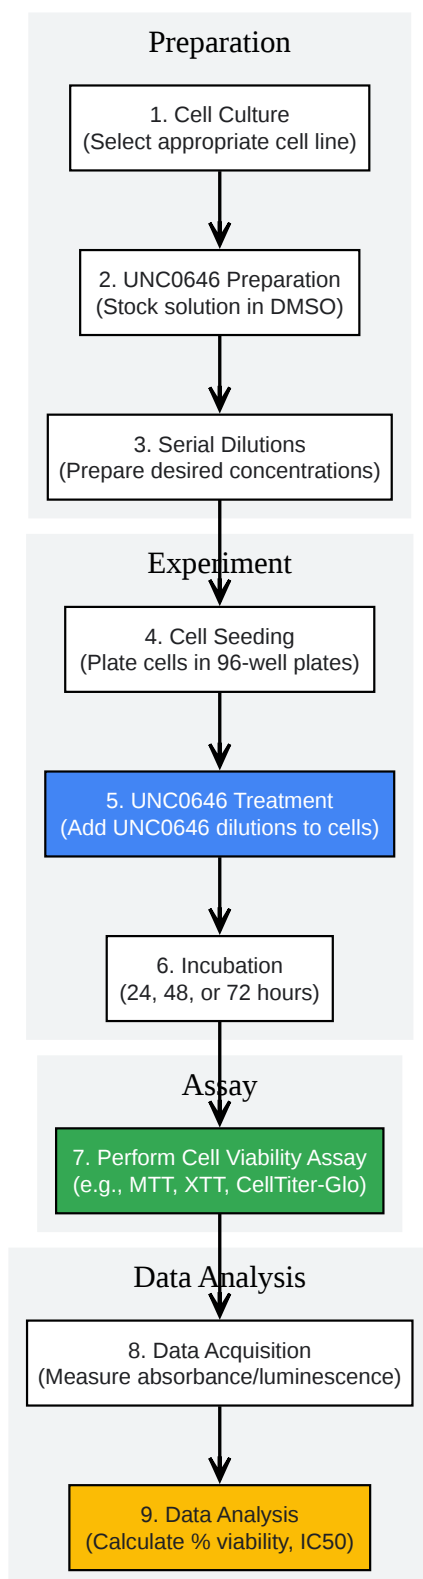 Preparation
1. Cell Culture
(Select appropriate cell line)
2. UNC0646 Preparation
(Stock solution in DMSO)
3. Serial Dilutions
(Prepare desired concentrations)
Experiment
4. Cell Seeding
(Plate cells in 96-well plates)
5. UNC0646 Treatment
(Add UNC0646 dilutions to cells)
6. Incubation
(24, 48, or 72 hours)
Assay
7. Perform Cell Viability Assay
(e.g., MTT, XTT, CellTiter-Glo)
Data Analysis
8. Data Acquisition
(Measure absorbance/luminescence)
9. Data Analysis
(Calculate % viability, IC50)